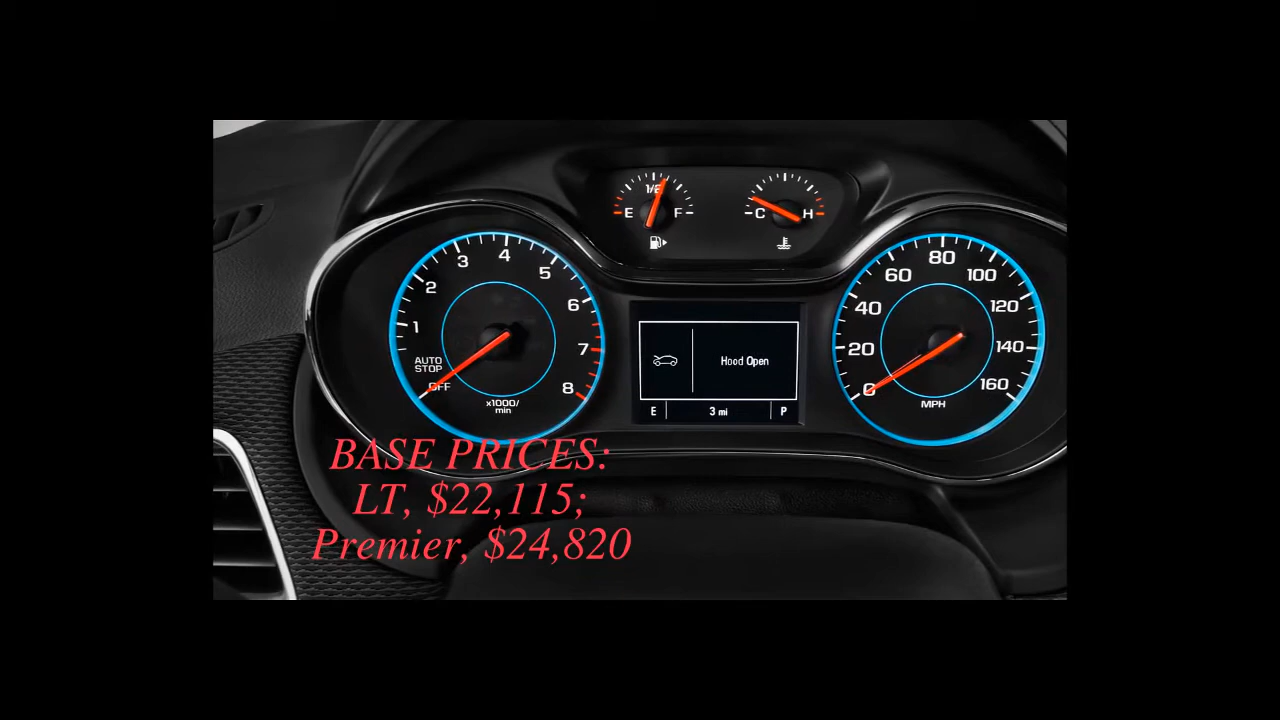 1/2
E F
C H
1 2 3 4 5 6 7 8
AUTO
STOP
OFF
x1000/
min
Hood Open
E 3 mi P
0 20 40 60 80 100 120 140 160
MPH
BASE PRICES:
LT, $22,115;
Premier, $24,820